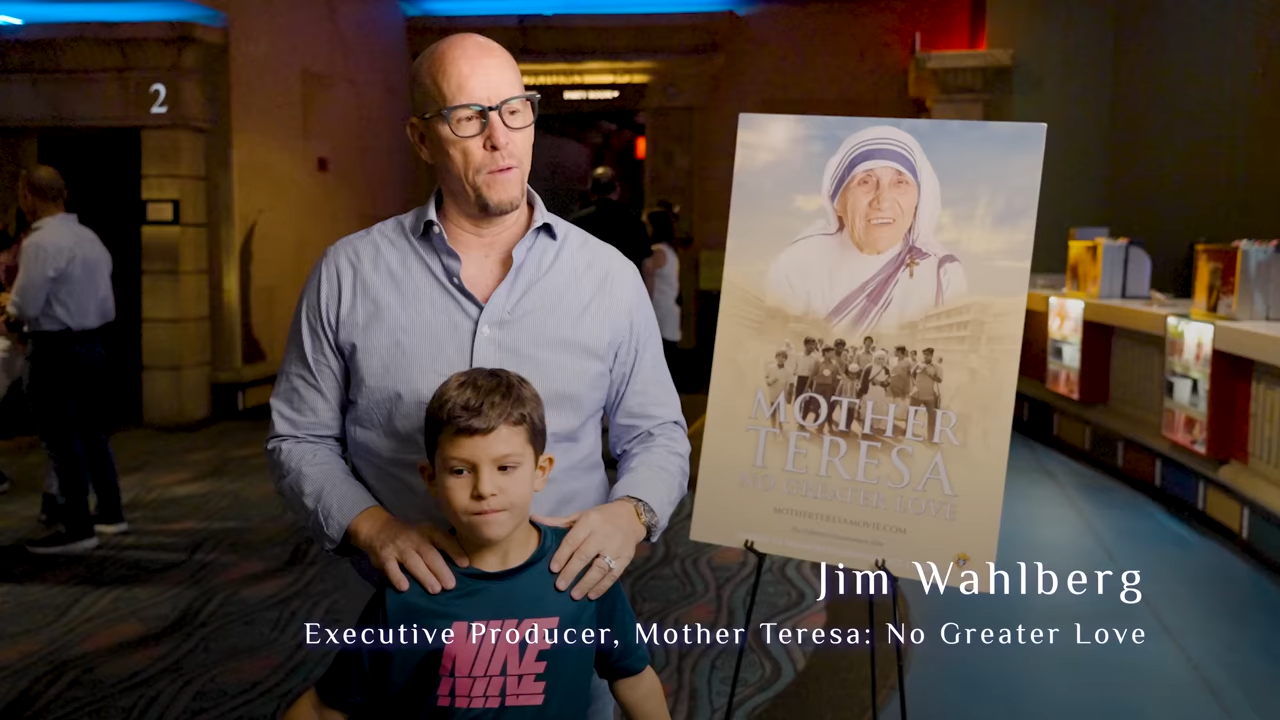 2
MOTHER
TERESA
NO GREATER LOVE
MOTHERTERESAMOVIE.COM
Jim Wahlberg
Executive Producer, Mother Teresa: No Greater Love
NIKE